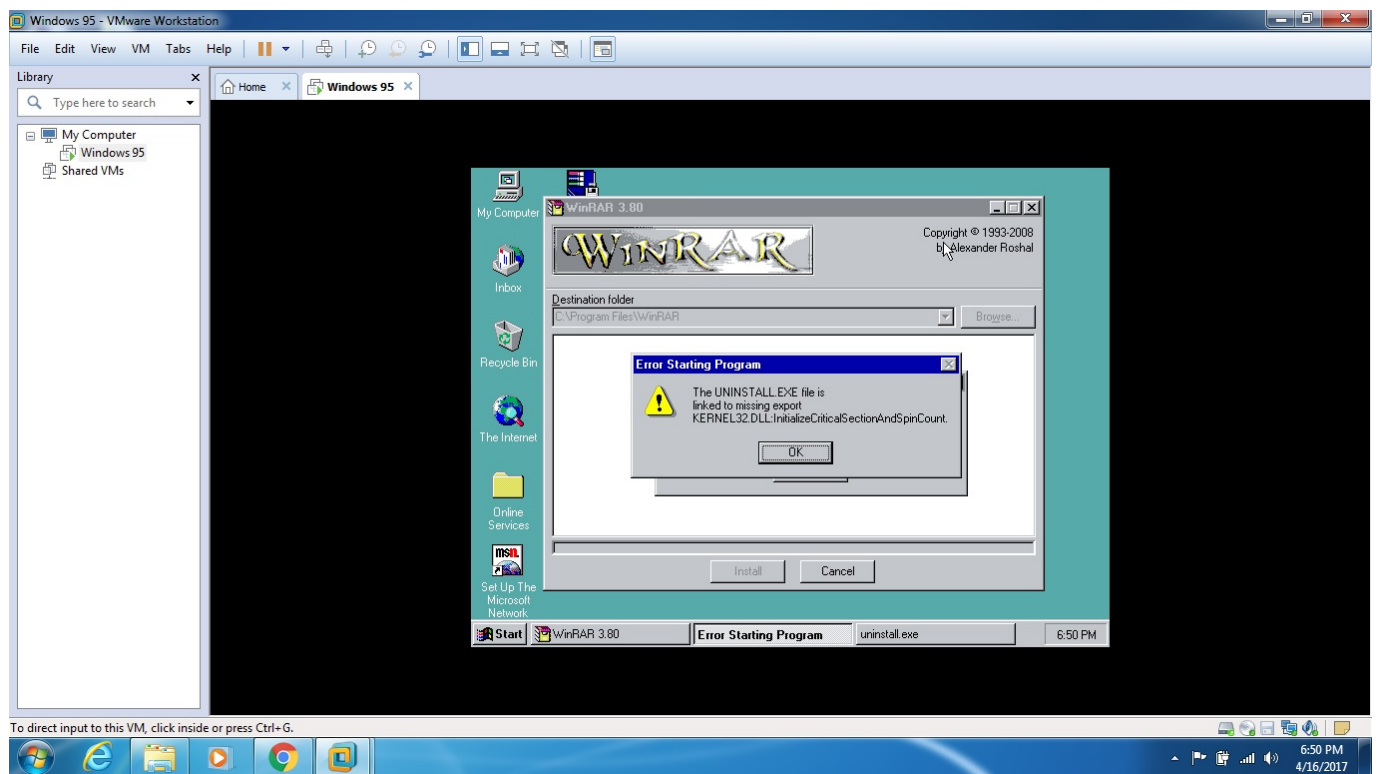 Windows 95 - VMware Workstation
File Edit View VM Tabs Help
Library
Type here to search
My Computer
Windows 95
Shared VMs
Home
Windows 95
My Computer
Inbox
Recycle Bin
The Internet
Online
Services
msn.
Set Up The
Microsoft
Network
WinRAR 3.80
WINRAR
Copyright © 1993-2008
by Alexander Roshal
Destination folder
C:\Program Files\WinRAR
Browse...
Error Starting Program
The UNINSTALL.EXE file is
linked to missing export
KERNEL32.DLL:InitializeCriticalSectionAndSpinCount.
OK
Install Cancel
Start WinRAR 3.80 Error Starting Program uninstall.exe 6:50 PM
To direct input to this VM, click inside or press Ctrl+G.
6:50 PM
4/16/2017